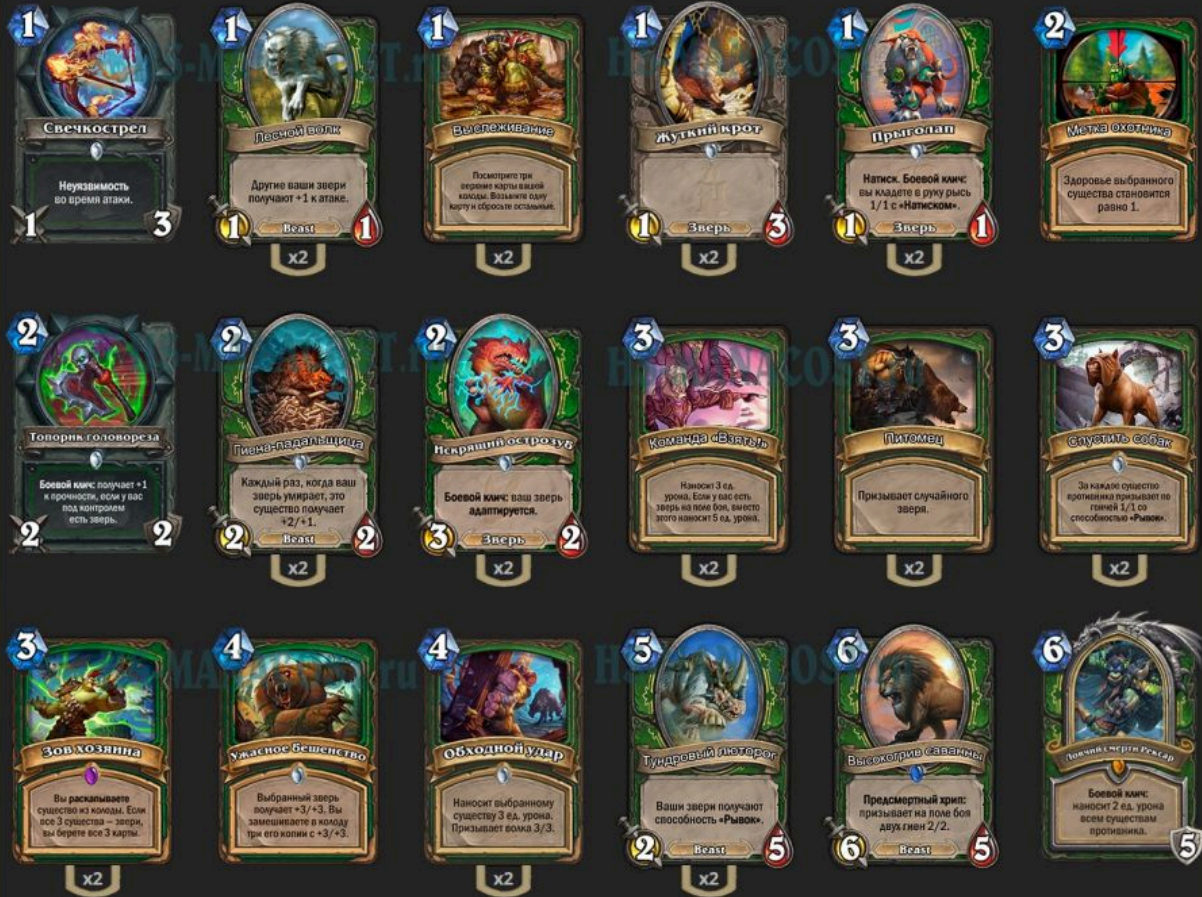 1
Свечкострел
Неуязвимость
во время атаки.
1
3
1
Лесной волк
Другие ваши звери
получают +1 к атаке.
1
Beast
1
x2
1
Выслеживание
Посмотрите три
верхние карты вашей
колоды. Возьмите одну
карту и сбросьте остальные.
x2
1
Жуткий крот
1
Зверь
3
x2
1
Прыголап
Натиск. Боевой клич:
вы кладете в руку рысь
1/1 с «Натиском».
1
Зверь
1
x2
2
Метка охотника
Здоровье выбранного
существа становится
равно 1.
2
Топорик головореза
Боевой клич: получает +1
к прочности, если у вас
под контролем
есть зверь.
2
2
2
Гиена-падальщица
Каждый раз, когда ваш
зверь умирает, это
существо получает
+2/+1.
2
Beast
2
x2
2
Искрящий острозуб
Боевой клич: ваш зверь
адаптируется.
3
Зверь
2
x2
3
Команда «Взять!»
Наносит 3 ед.
урона. Если у вас есть
зверь на поле боя, вместо
этого наносит 5 ед. урона.
x2
3
Питомец
Призывает случайного
зверя.
x2
3
Спустить собак
За каждое существо
противника призывает по
гончей 1/1 со
способностью «Рывок».
x2
3
Зов хозяина
Вы раскапываете
существо из колоды. Если
все 3 существа – звери,
вы берете все 3 карты.
x2
4
Ужасное бешенство
Выбранный зверь
получает +3/+3. Вы
замешиваете в колоду
три его копии с +3/+3.
4
Обходной удар
Наносит выбранному
существу 3 ед. урона.
Призывает волка 3/3.
x2
5
Тундровый люторог
Ваши звери получают
способность «Рывок».
2
Beast
5
x2
6
Высокогрив саванны
Предсмертный хрип:
призывает на поле боя
двух гиен 2/2.
6
Beast
5
6
Ловчий смерти Рексар
Боевой клич:
наносит 2 ед. урона
всем существам
противника.
5